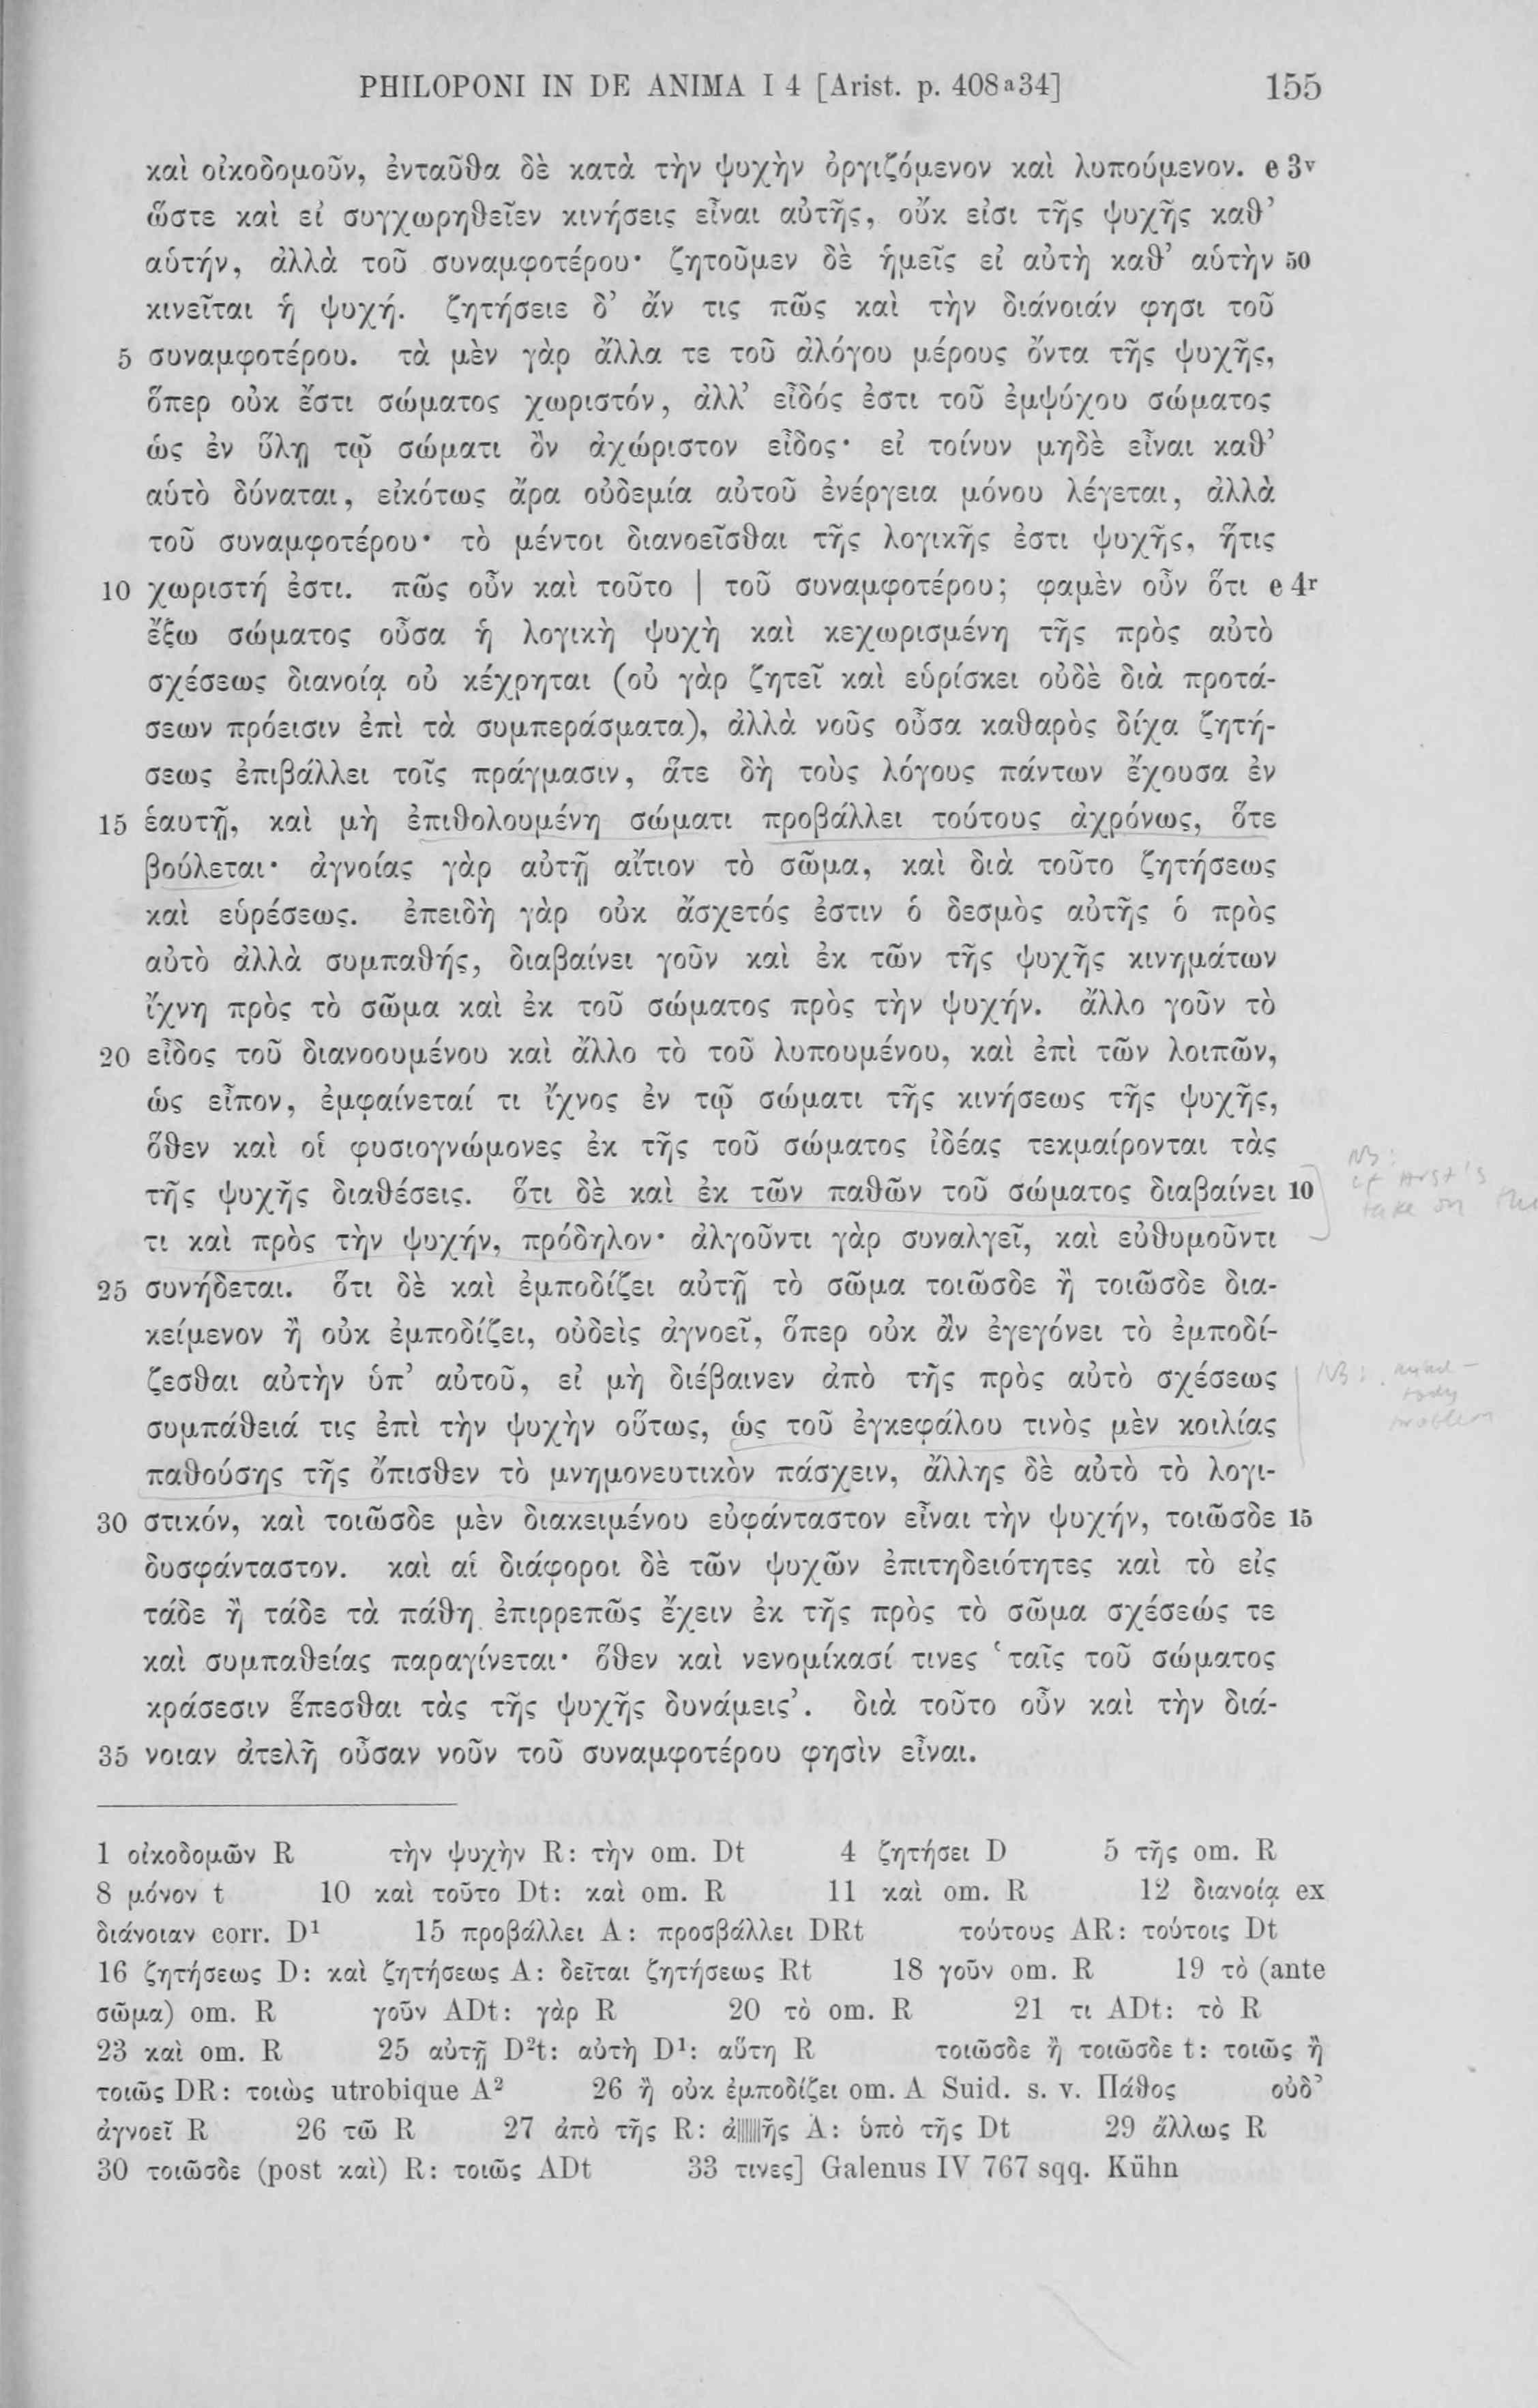 PHILOPONI IN DE ANIMA I 4 [Arist. p. 408a34] 155
καὶ οἰκοδομοῦν, ἐνταῦθα δὲ κατὰ τὴν ψυχὴν ὀργιζόμενον καὶ λυπούμενον. e 3v
ὥστε καὶ εἰ συγχωρηθεῖεν κινήσεις εἶναι αὐτῆς, οὔκ εἰσι τῆς ψυχῆς καθ’
αὑτήν, ἀλλὰ τοῦ συναμφοτέρου· ζητοῦμεν δὲ ἡμεῖς εἰ αὐτὴ καθ’ αὑτὴν 50
κινεῖται ἡ ψυχή. ζητήσειε δ’ ἄν τις πῶς καὶ τὴν διάνοιάν φησι τοῦ
5 συναμφοτέρου. τὰ μὲν γὰρ ἄλλα τε τοῦ ἀλόγου μέρους ὄντα τῆς ψυχῆς,
ὅπερ οὐκ ἔστι σώματος χωριστόν, ἀλλ’ εἶδός ἐστι τοῦ ἐμψύχου σώματος
ὡς ἐν ὕλῃ τῷ σώματι ὂν ἀχώριστον εἶδος· εἰ τοίνυν μηδὲ εἶναι καθ’
αὑτὸ δύναται, εἰκότως ἄρα οὐδεμία αὐτοῦ ἐνέργεια μόνου λέγεται, ἀλλὰ
τοῦ συναμφοτέρου· τὸ μέντοι διανοεῖσθαι τῆς λογικῆς ἐστι ψυχῆς, ἥτις
10 χωριστή ἐστι. πῶς οὖν καὶ τοῦτο | τοῦ συναμφοτέρου; φαμὲν οὖν ὅτι e 4r
ἔξω σώματος οὖσα ἡ λογικὴ ψυχὴ καὶ κεχωρισμένη τῆς πρὸς αὐτὸ
σχέσεως διανοίᾳ οὐ κέχρηται (οὐ γὰρ ζητεῖ καὶ εὑρίσκει οὐδὲ διὰ προτά-
σεων πρόεισιν ἐπὶ τὰ συμπεράσματα), ἀλλὰ νοῦς οὖσα καθαρὸς δίχα ζητή-
σεως ἐπιβάλλει τοῖς πράγμασιν, ἅτε δὴ τοὺς λόγους πάντων ἔχουσα ἐν
15 ἑαυτῇ, καὶ μὴ ἐπιθολουμένη σώματι προβάλλει τούτους ἀχρόνως, ὅτε
βούλεται· ἀγνοίας γὰρ αὐτῇ αἴτιον τὸ σῶμα, καὶ διὰ τοῦτο ζητήσεως
καὶ εὑρέσεως. ἐπειδὴ γὰρ οὐκ ἄσχετός ἐστιν ὁ δεσμὸς αὐτῆς ὁ πρὸς
αὐτὸ ἀλλὰ συμπαθής, διαβαίνει γοῦν καὶ ἐκ τῶν τῆς ψυχῆς κινημάτων
ἴχνη πρὸς τὸ σῶμα καὶ ἐκ τοῦ σώματος πρὸς τὴν ψυχήν. ἄλλο γοῦν τὸ
20 εἶδος τοῦ διανοουμένου καὶ ἄλλο τὸ τοῦ λυπουμένου, καὶ ἐπὶ τῶν λοιπῶν,
ὡς εἶπον, ἐμφαίνεταί τι ἴχνος ἐν τῷ σώματι τῆς κινήσεως τῆς ψυχῆς,
ὅθεν καὶ οἱ φυσιογνώμονες ἐκ τῆς τοῦ σώματος ἰδέας τεκμαίρονται τὰς
τῆς ψυχῆς διαθέσεις. ὅτι δὲ καὶ ἐκ τῶν παθῶν τοῦ σώματος διαβαίνει 10
τι καὶ πρὸς τὴν ψυχήν, πρόδηλον· ἀλγοῦντι γὰρ συναλγεῖ, καὶ εὐθυμοῦντι
25 συνήδεται. ὅτι δὲ καὶ ἐμποδίζει αὐτῇ τὸ σῶμα τοιῶσδε ἢ τοιῶσδε δια-
κείμενον ἢ οὐκ ἐμποδίζει, οὐδεὶς ἀγνοεῖ, ὅπερ οὐκ ἂν ἐγεγόνει τὸ ἐμποδί-
ζεσθαι αὐτὴν ὑπ’ αὐτοῦ, εἰ μὴ διέβαινεν ἀπὸ τῆς πρὸς αὐτὸ σχέσεως
συμπάθειά τις ἐπὶ τὴν ψυχὴν οὕτως, ὡς τοῦ ἐγκεφάλου τινὸς μὲν κοιλίας
παθούσης τῆς ὄπισθεν τὸ μνημονευτικὸν πάσχειν, ἄλλης δὲ αὐτὸ τὸ λογι-
30 στικόν, καὶ τοιῶσδε μὲν διακειμένου εὐφάνταστον εἶναι τὴν ψυχήν, τοιῶσδε 15
δυσφάνταστον. καὶ αἱ διάφοροι δὲ τῶν ψυχῶν ἐπιτηδειότητες καὶ τὸ εἰς
τάδε ἢ τάδε τὰ πάθη ἐπιρρεπῶς ἔχειν ἐκ τῆς πρὸς τὸ σῶμα σχέσεώς τε
καὶ συμπαθείας παραγίνεται· ὅθεν καὶ νενομίκασί τινες ‘ταῖς τοῦ σώματος
κράσεσιν ἕπεσθαι τὰς τῆς ψυχῆς δυνάμεις’. διὰ τοῦτο οὖν καὶ τὴν διά-
35 νοιαν ἀτελῆ οὖσαν νοῦν τοῦ συναμφοτέρου φησὶν εἶναι.
NB:
cf Arst's
take on
NB: mind-
body
problem
1 οἰκοδομῶν R τὴν ψυχὴν R: τὴν om. Dt 4 ζητήσει D 5 τῆς om. R
8 μόνον t 10 καὶ τοῦτο Dt: καὶ om. R 11 καὶ om. R 12 διανοίᾳ ex
διάνοιαν corr. D¹ 15 προβάλλει A: προσβάλλει DRt τούτους AR: τούτοις Dt
16 ζητήσεως D: καὶ ζητήσεως A: δεῖται ζητήσεως Rt 18 γοῦν om. R 19 τὸ (ante
σῶμα) om. R γοῦν ADt: γὰρ R 20 τὸ om. R 21 τι ADt: τὸ R
23 καὶ om. R 25 αὐτῇ D²t: αὐτὴ D¹: αὕτη R τοιῶσδε ἢ τοιῶσδε t: τοιῶς ἢ
τοιῶς DR: τοιὼς utrobique A² 26 ἢ οὐκ ἐμποδίζει om. A Suid. s. v. Πάθος οὐδ’
ἀγνοεῖ R 26 τῶ R 27 ἀπὸ τῆς R: ἀ||||||ῆς A: ὑπὸ τῆς Dt 29 ἄλλως R
30 τοιῶσδε (post καὶ) R: τοιῶς ADt 33 τινες] Galenus IV 767 sqq. Kühn